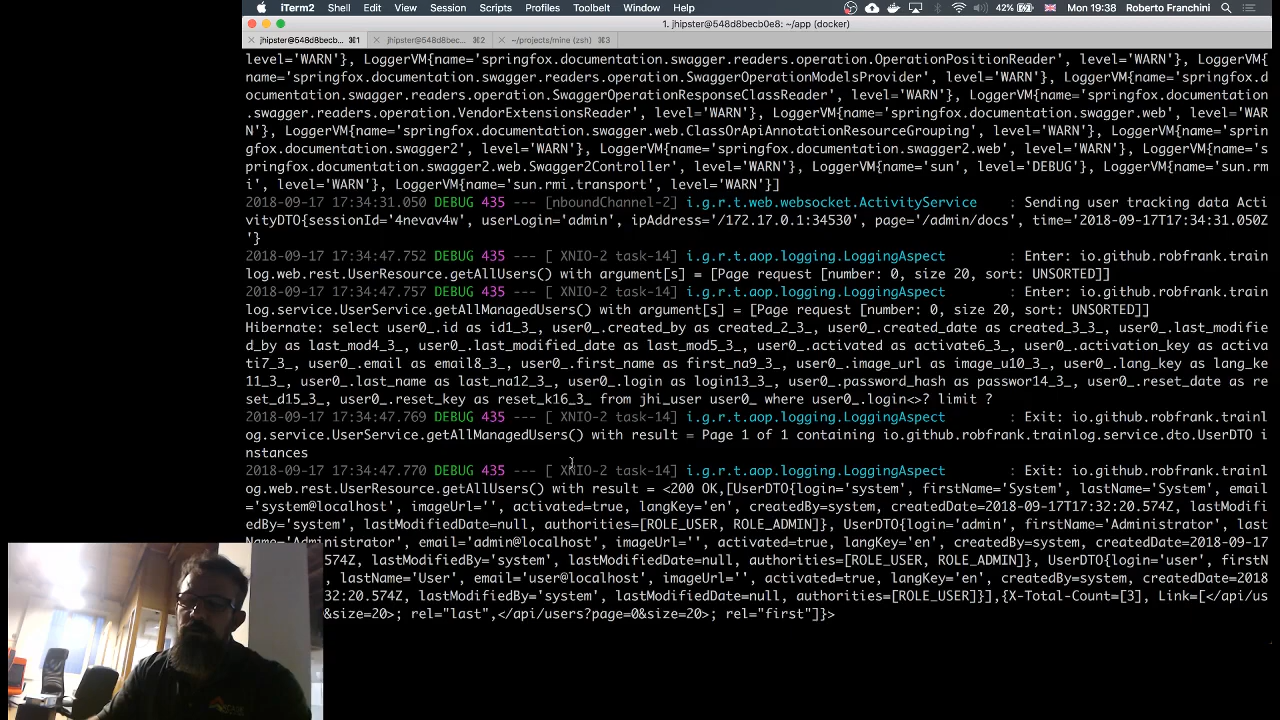 iTerm2 Shell Edit View Session Scripts Profiles Toolbelt Window Help 42% Mon 19:38 Roberto Franchini
1. jhipster@548d8becb0e8: ~/app (docker)
jhipster@548d8becb... ⌘1 jhipster@548d8bec... ⌘2 ~/projects/mine (zsh) ⌘3
level='WARN'}, LoggerVM{name='springfox.documentation.swagger.readers.operation.OperationPositionReader', level='WARN'}, LoggerVM{
name='springfox.documentation.swagger.readers.operation.SwaggerOperationModelsProvider', level='WARN'}, LoggerVM{name='springfox.d
ocumentation.swagger.readers.operation.SwaggerOperationResponseClassReader', level='WARN'}, LoggerVM{name='springfox.documentation
.swagger.readers.operation.VendorExtensionsReader', level='WARN'}, LoggerVM{name='springfox.documentation.swagger.web', level='WAR
N'}, LoggerVM{name='springfox.documentation.swagger.web.ClassOrApiAnnotationResourceGrouping', level='WARN'}, LoggerVM{name='sprin
gfox.documentation.swagger2', level='WARN'}, LoggerVM{name='springfox.documentation.swagger2.web', level='WARN'}, LoggerVM{name='s
pringfox.documentation.swagger2.web.Swagger2Controller', level='WARN'}, LoggerVM{name='sun', level='DEBUG'}, LoggerVM{name='sun.rm
i', level='WARN'}, LoggerVM{name='sun.rmi.transport', level='WARN'}]
2018-09-17 17:34:31.050 DEBUG 435 --- [nboundChannel-2] i.g.r.t.web.websocket.ActivityService : Sending user tracking data Acti
vityDTO{sessionId='4nevav4w', userLogin='admin', ipAddress='/172.17.0.1:34530', page='/admin/docs', time='2018-09-17T17:34:31.050Z
'}
2018-09-17 17:34:47.752 DEBUG 435 --- [ XNIO-2 task-14] i.g.r.t.aop.logging.LoggingAspect : Enter: io.github.robfrank.train
log.web.rest.UserResource.getAllUsers() with argument[s] = [Page request [number: 0, size 20, sort: UNSORTED]]
2018-09-17 17:34:47.757 DEBUG 435 --- [ XNIO-2 task-14] i.g.r.t.aop.logging.LoggingAspect : Enter: io.github.robfrank.train
log.service.UserService.getAllManagedUsers() with argument[s] = [Page request [number: 0, size 20, sort: UNSORTED]]
Hibernate: select user0_.id as id1_3_, user0_.created_by as created_2_3_, user0_.created_date as created_3_3_, user0_.last_modifie
d_by as last_mod4_3_, user0_.last_modified_date as last_mod5_3_, user0_.activated as activate6_3_, user0_.activation_key as activa
ti7_3_, user0_.email as email8_3_, user0_.first_name as first_na9_3_, user0_.image_url as image_u10_3_, user0_.lang_key as lang_ke
11_3_, user0_.last_name as last_na12_3_, user0_.login as login13_3_, user0_.password_hash as passwor14_3_, user0_.reset_date as re
set_d15_3_, user0_.reset_key as reset_k16_3_ from jhi_user user0_ where user0_.login<>? limit ?
2018-09-17 17:34:47.769 DEBUG 435 --- [ XNIO-2 task-14] i.g.r.t.aop.logging.LoggingAspect : Exit: io.github.robfrank.trainl
og.service.UserService.getAllManagedUsers() with result = Page 1 of 1 containing io.github.robfrank.trainlog.service.dto.UserDTO i
nstances
2018-09-17 17:34:47.770 DEBUG 435 --- [ XNIO-2 task-14] i.g.r.t.aop.logging.LoggingAspect : Exit: io.github.robfrank.trainl
og.web.rest.UserResource.getAllUsers() with result = <200 OK,[UserDTO{login='system', firstName='System', lastName='System', email
='system@localhost', imageUrl='', activated=true, langKey='en', createdBy=system, createdDate=2018-09-17T17:32:20.574Z, lastModifi
edBy='system', lastModifiedDate=null, authorities=[ROLE_USER, ROLE_ADMIN]}, UserDTO{login='admin', firstName='Administrator', last
Name='Administrator', email='admin@localhost', imageUrl='', activated=true, langKey='en', createdBy=system, createdDate=2018-09-17
574Z, lastModifiedBy='system', lastModifiedDate=null, authorities=[ROLE_USER, ROLE_ADMIN]}, UserDTO{login='user', firstN
, lastName='User', email='user@localhost', imageUrl='', activated=true, langKey='en', createdBy=system, createdDate=2018
32:20.574Z, lastModifiedBy='system', lastModifiedDate=null, authorities=[ROLE_USER]}],{X-Total-Count=[3], Link=[</api/us
&size=20>; rel="last",</api/users?page=0&size=20>; rel="first"]}>